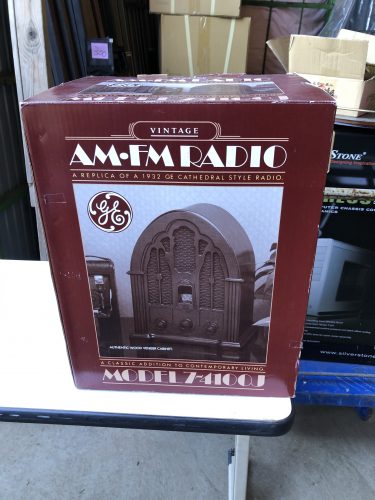 VINTAGE
AM•FM RADIO
A REPLICA OF A 1932 GE CATHEDRAL STYLE RADIO
GE
AUTHENTIC WOOD VENEER CABINET
A CLASSIC ADDITION TO CONTEMPORARY LIVING
MODEL 7-4100J
STONE
www.silverston